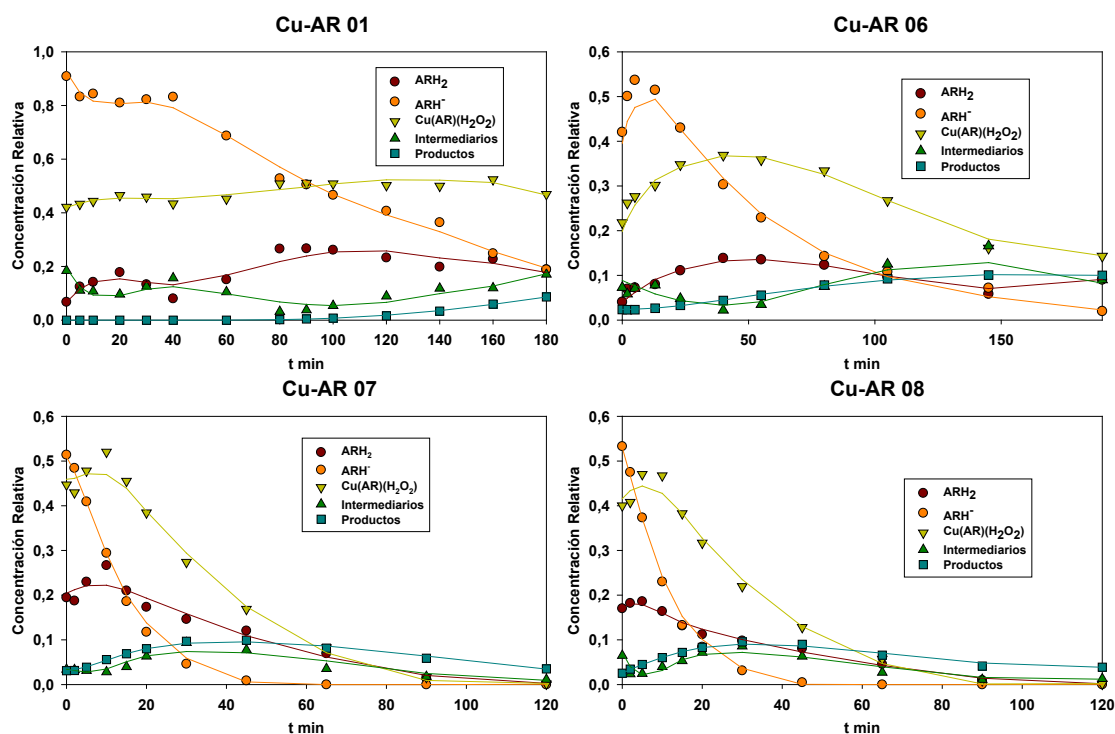 Cu-AR 01
Concentración Relativa
1,0
0,8
0,6
0,4
0,2
0,0
ARH₂
ARH⁻
Cu(AR)(H₂O₂)
Intermediarios
Productos
0 20 40 60 80 100 120 140 160 180
t min
Cu-AR 06
Concentración Relativa
0,6
0,5
0,4
0,3
0,2
0,1
0,0
ARH₂
ARH⁻
Cu(AR)(H₂O₂)
Intermediarios
Productos
0 50 100 150
t min
Cu-AR 07
Concentración Relativa
0,6
0,5
0,4
0,3
0,2
0,1
0,0
ARH₂
ARH⁻
Cu(AR)(H₂O₂)
Intermediarios
Productos
0 20 40 60 80 100 120
t min
Cu-AR 08
Concentración Relativa
0,6
0,5
0,4
0,3
0,2
0,1
0,0
ARH₂
ARH⁻
Cu(AR)(H₂O₂)
Intermediarios
Productos
0 20 40 60 80 100 120
t min